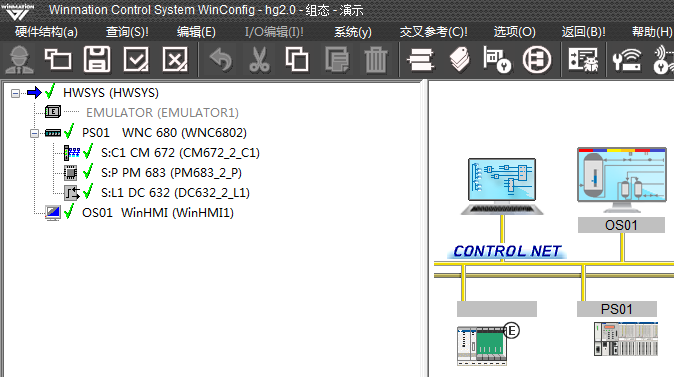 WINMATION
Winmation Control System WinConfig - hg2.0 - 组态 - 演示
硬件结构(a) 查询(S)! 编辑(E) I/O编辑(I)! 系统(y) 交叉参考(C)! 选项(O) 返回(B)! 帮助(H)
HWSYS (HWSYS)
E EMULATOR (EMULATOR1)
PS01 WNC 680 (WNC6802)
S:C1 CM 672 (CM672_2_C1)
S:P PM 683 (PM683_2_P)
S:L1 DC 632 (DC632_2_L1)
OS01 WinHMI (WinHMI1)
OS01
CONTROL NET
PS01
E